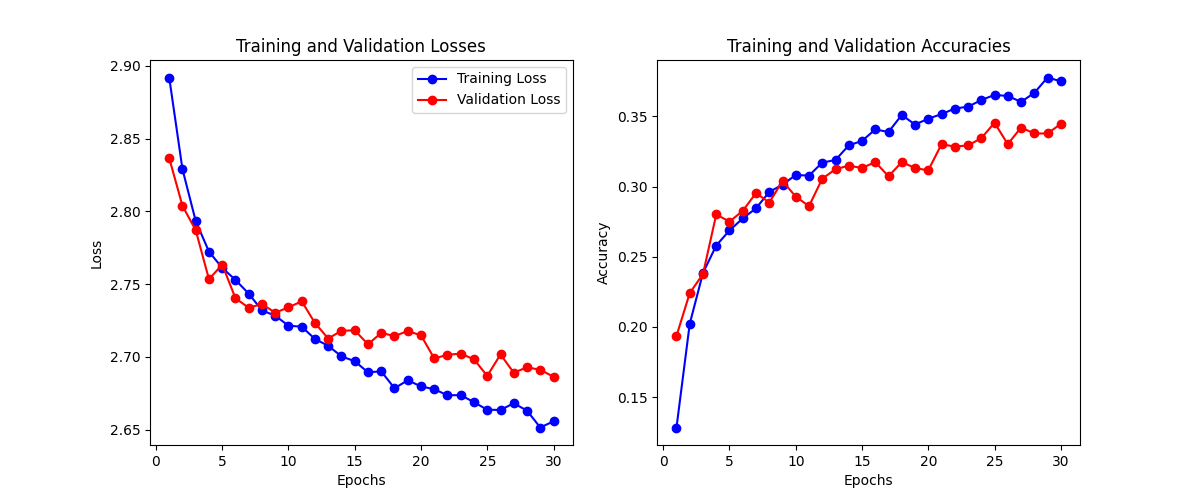 Training and Validation Losses
2.90
2.85
2.80
2.75
2.70
2.65
Loss
0 5 10 15 20 25 30
Epochs
Training Loss
Validation Loss
Training and Validation Accuracies
0.35
0.30
0.25
0.20
0.15
Accuracy
0 5 10 15 20 25 30
Epochs